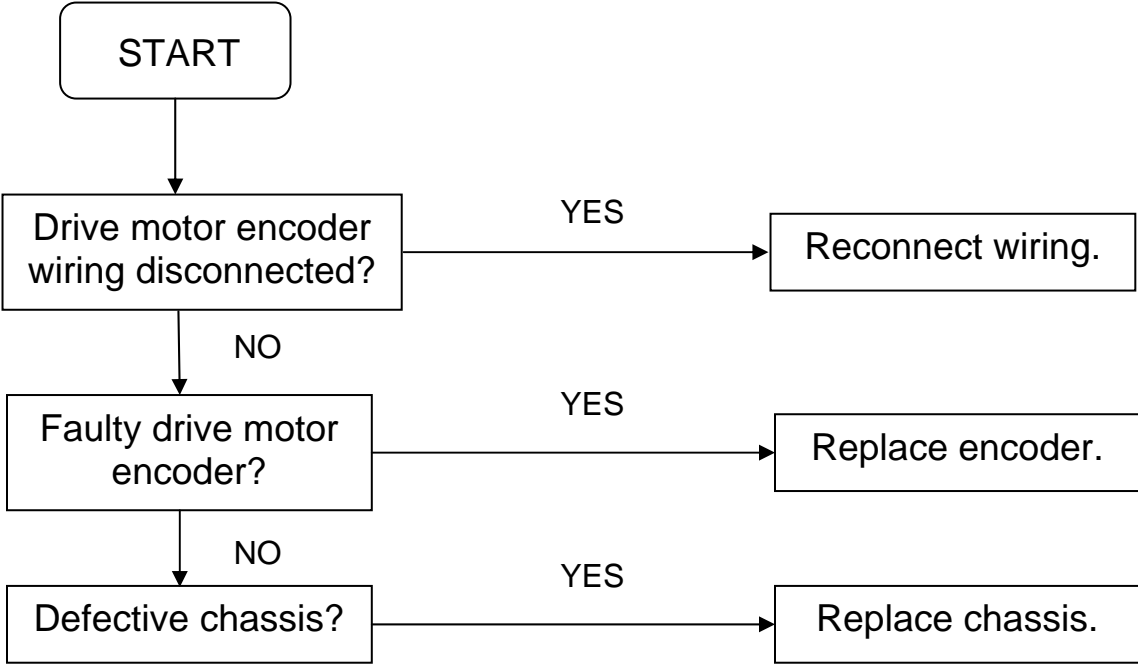 START
Drive motor encoder
wiring disconnected?
YES
Reconnect wiring.
NO
Faulty drive motor
encoder?
YES
Replace encoder.
NO
Defective chassis?
YES
Replace chassis.